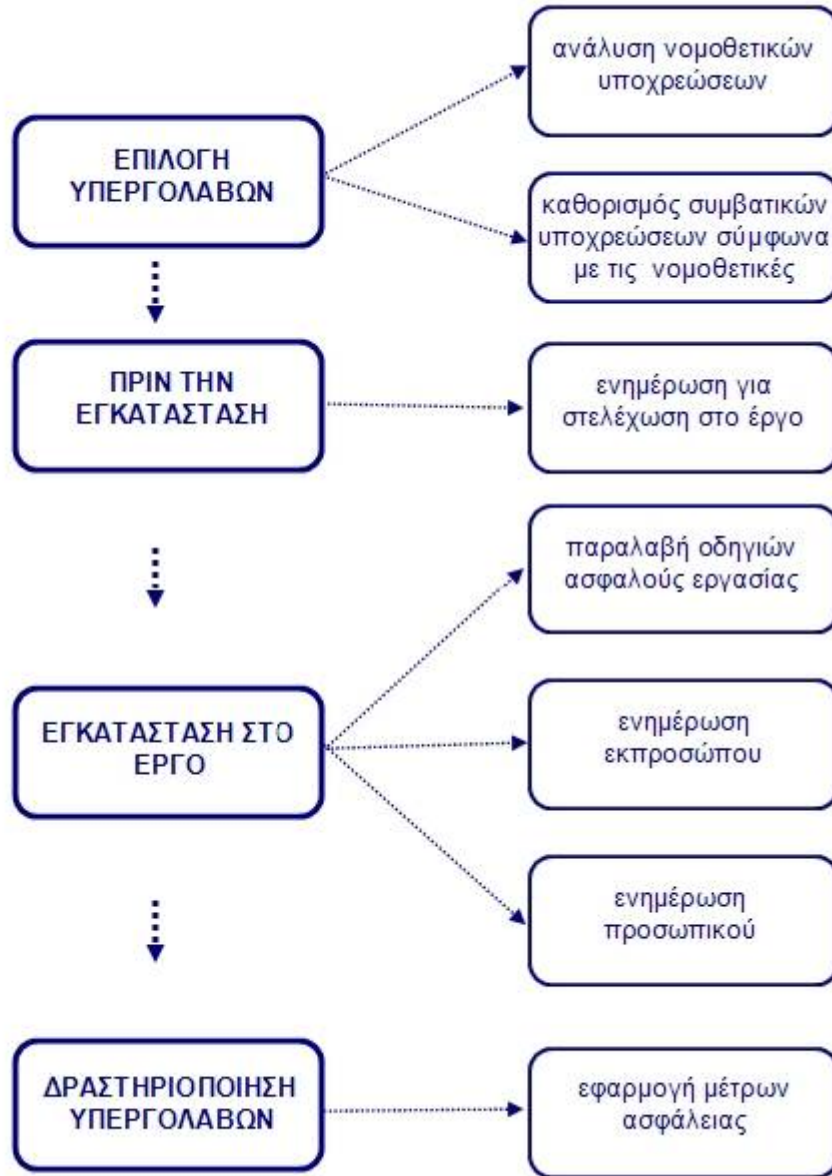 ΕΠΙΛΟΓΗ
ΥΠΕΡΓΟΛΑΒΩΝ
ανάλυση νομοθετικών
υποχρεώσεων
καθορισμός συμβατικών
υποχρεώσεων σύμφωνα
με τις νομοθετικές
ΠΡΙΝ ΤΗΝ
ΕΓΚΑΤΑΣΤΑΣΗ
ενημέρωση για
στελέχωση στο έργο
ΕΓΚΑΤΑΣΤΑΣΗ ΣΤΟ
ΕΡΓΟ
παραλαβή οδηγιών
ασφαλούς εργασίας
ενημέρωση
εκπροσώπου
ενημέρωση
προσωπικού
ΔΡΑΣΤΗΡΙΟΠΟΙΗΣΗ
ΥΠΕΡΓΟΛΑΒΩΝ
εφαρμογή μέτρων
ασφάλειας